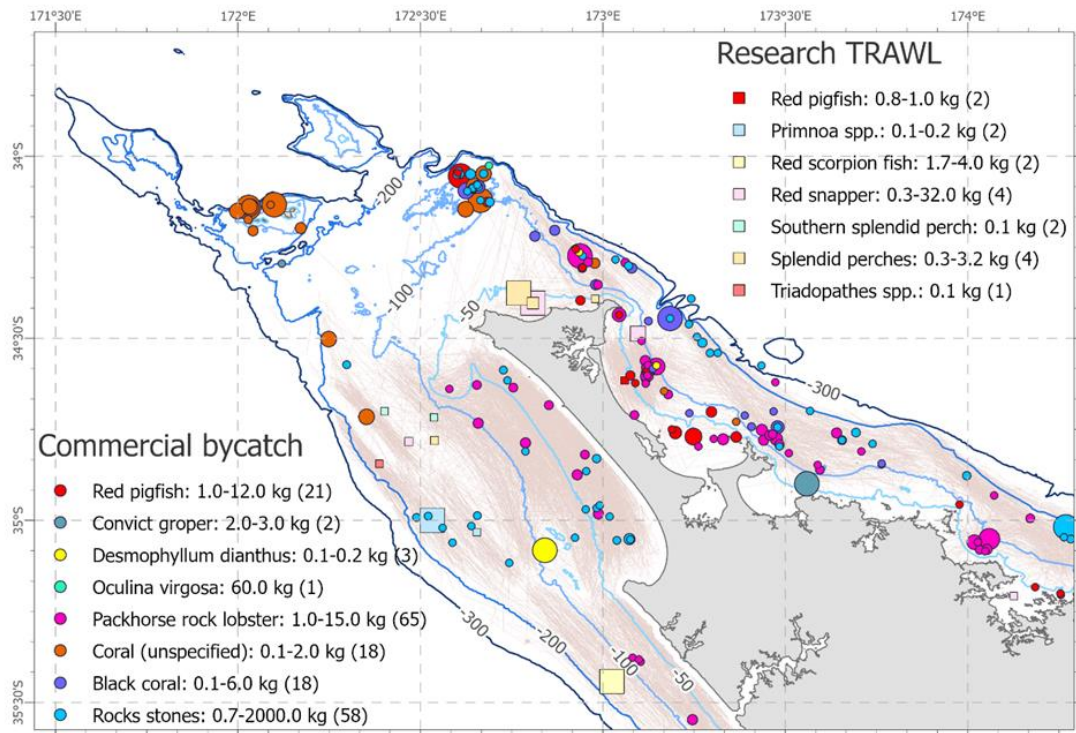 171°30'E 172°E 172°30'E 173°E 173°30'E 174°E
Research TRAWL
Red pigfish: 0.8-1.0 kg (2)
Primnoa spp.: 0.1-0.2 kg (2)
Red scorpion fish: 1.7-4.0 kg (2)
Red snapper: 0.3-32.0 kg (4)
Southern splendid perch: 0.1 kg (2)
Splendid perches: 0.3-3.2 kg (4)
Triadopathes spp.: 0.1 kg (1)
34°S
-200
-100
-50
34°30'S
-300
Commercial bycatch
Red pigfish: 1.0-12.0 kg (21)
Convict groper: 2.0-3.0 kg (2)
Desmophyllum dianthus: 0.1-0.2 kg (3)
Oculina virgosa: 60.0 kg (1)
Packhorse rock lobster: 1.0-15.0 kg (65)
Coral (unspecified): 0.1-2.0 kg (18)
Black coral: 0.1-6.0 kg (18)
Rocks stones: 0.7-2000.0 kg (58)
35°S
-300
-200
-100
-50
35°30'S